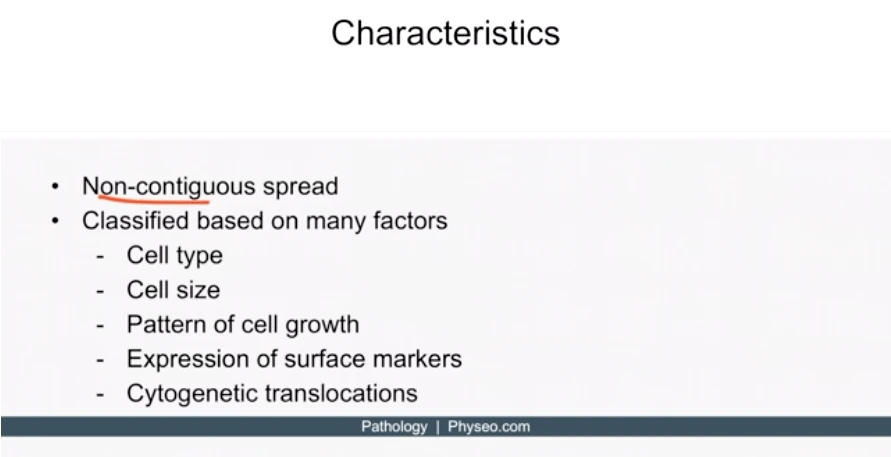 Characteristics
• Non-contiguous spread
• Classified based on many factors
- Cell type
- Cell size
- Pattern of cell growth
- Expression of surface markers
- Cytogenetic translocations
Pathology | Physeo.com